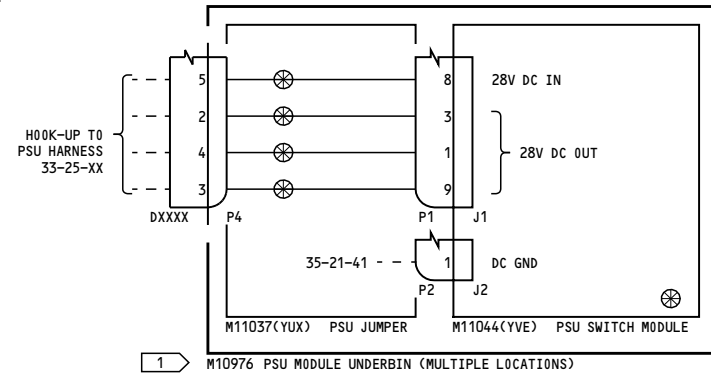 5 8 28V DC IN
2 3
HOOK-UP TO
PSU HARNESS
33-25-XX
4 1 28V DC OUT
3 9
DXXXX P4 P1 J1
35-21-41 1 DC GND
P2 J2
M11037(YUX) PSU JUMPER M11044(YVE) PSU SWITCH MODULE
1 M10976 PSU MODULE UNDERBIN (MULTIPLE LOCATIONS)